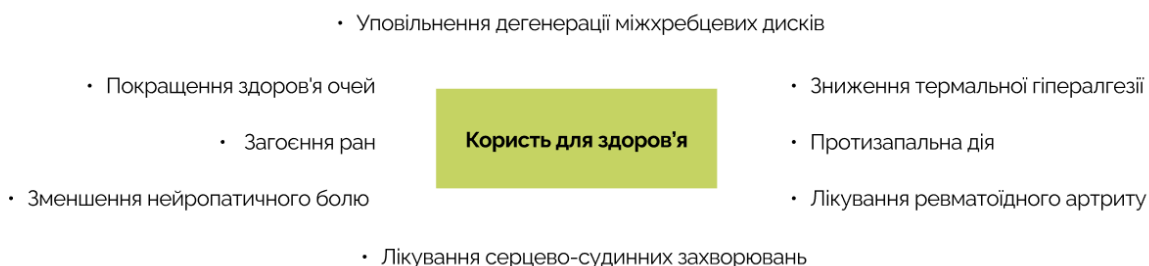 • Уповільнення дегенерації міжхребцевих дисків
• Покращення здоров'я очей
• Загоєння ран
• Зменшення нейропатичного болю
Користь для здоров'я
• Зниження термальної гіпералгезії
• Протизапальна дія
• Лікування ревматоїдного артриту
• Лікування серцево-судинних захворювань